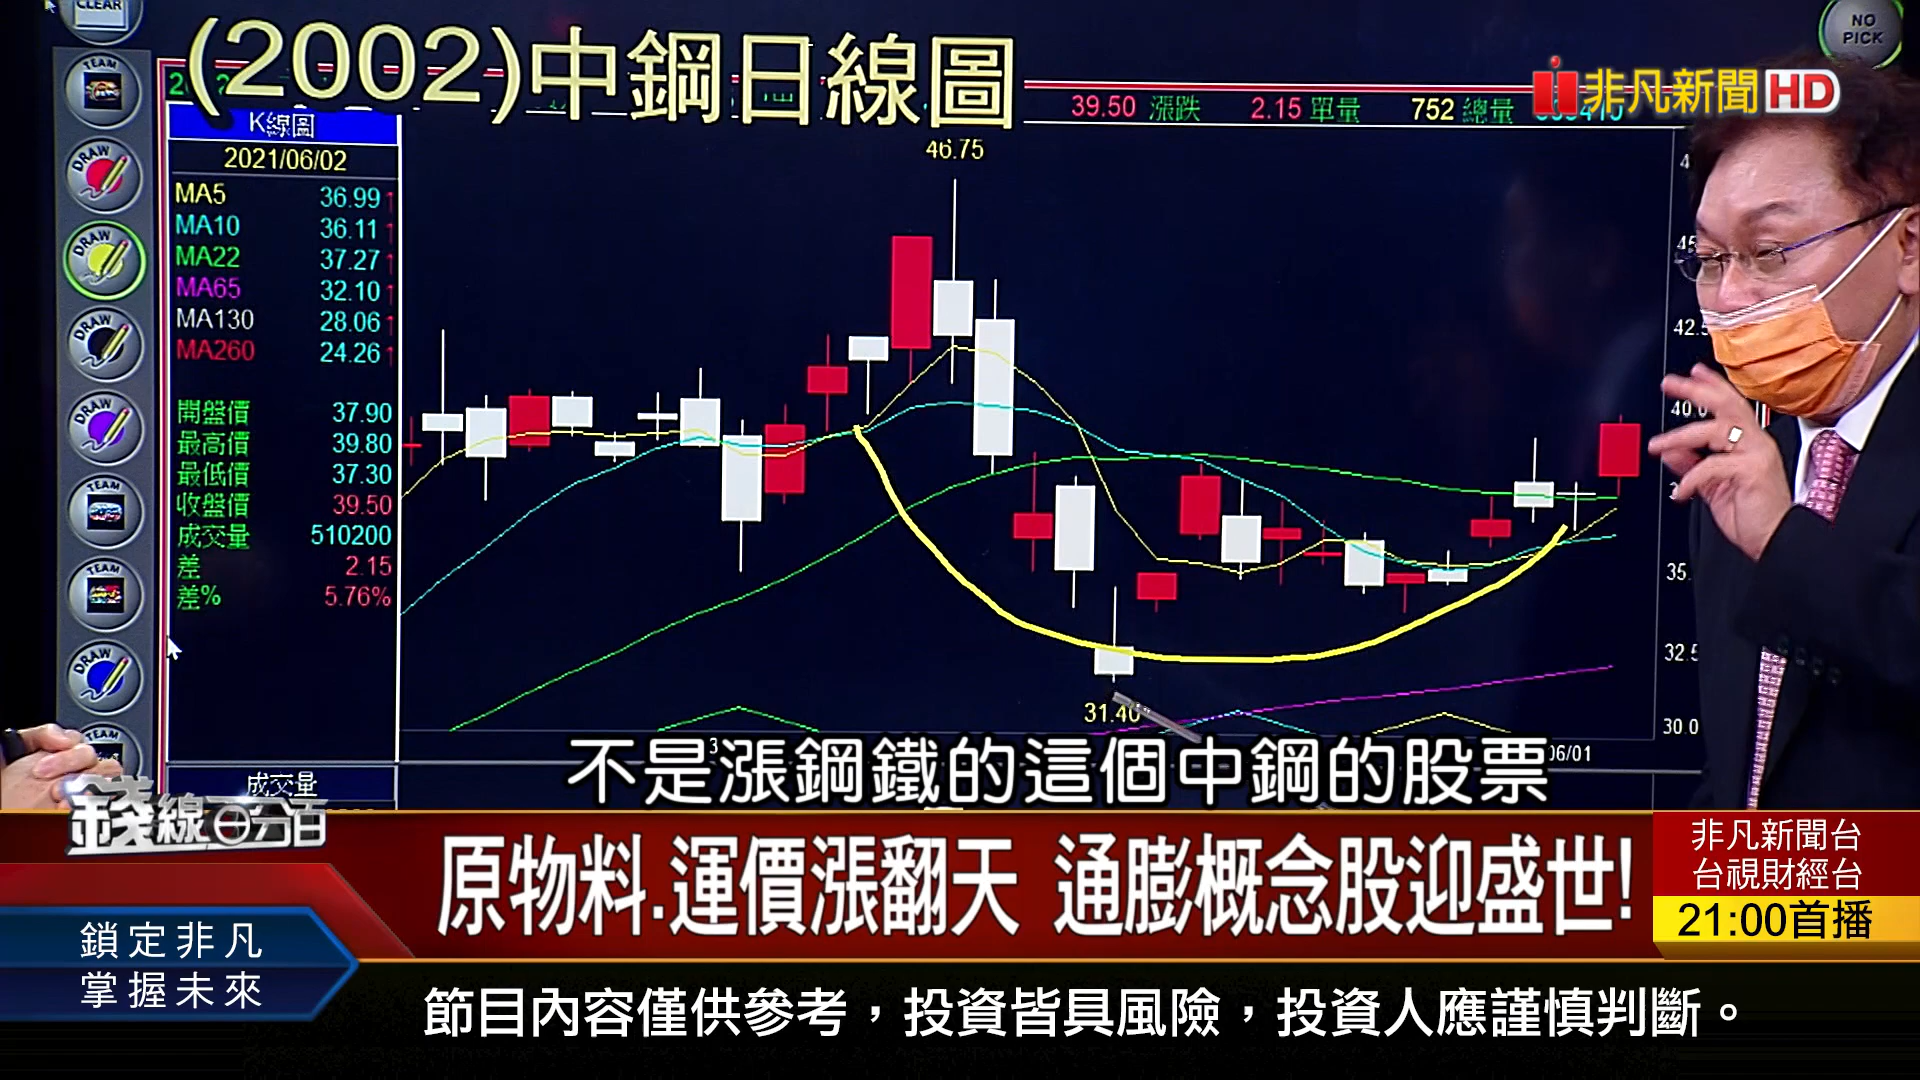 CLEAR
NO PICK
(2002)中鋼日線圖
39.50 漲跌 2.15 單量 752 總量
非凡新聞HD
K線圖
2021/06/02
MA5 36.99↑
MA10 36.11↑
MA22 37.27↑
MA65 32.10↑
MA130 28.06↑
MA260 24.26↑
開盤價 37.90
最高價 39.80
最低價 37.30
收盤價 39.50
成交量 510200
差 2.15
差% 5.76%
成交量
TEAM
DRAW
DRAW
DRAW
DRAW
TEAM
TEAM
DRAW
TEAM
46.75
31.40
42.5
40.0
35.
32.5
30.0
06/01
不是漲鋼鐵的這個中鋼的股票
錢線百分百
原物料.運價漲翻天 通膨概念股迎盛世!
非凡新聞台
台視財經台
21:00首播
鎖定非凡
掌握未來
節目內容僅供參考，投資皆具風險，投資人應謹慎判斷。